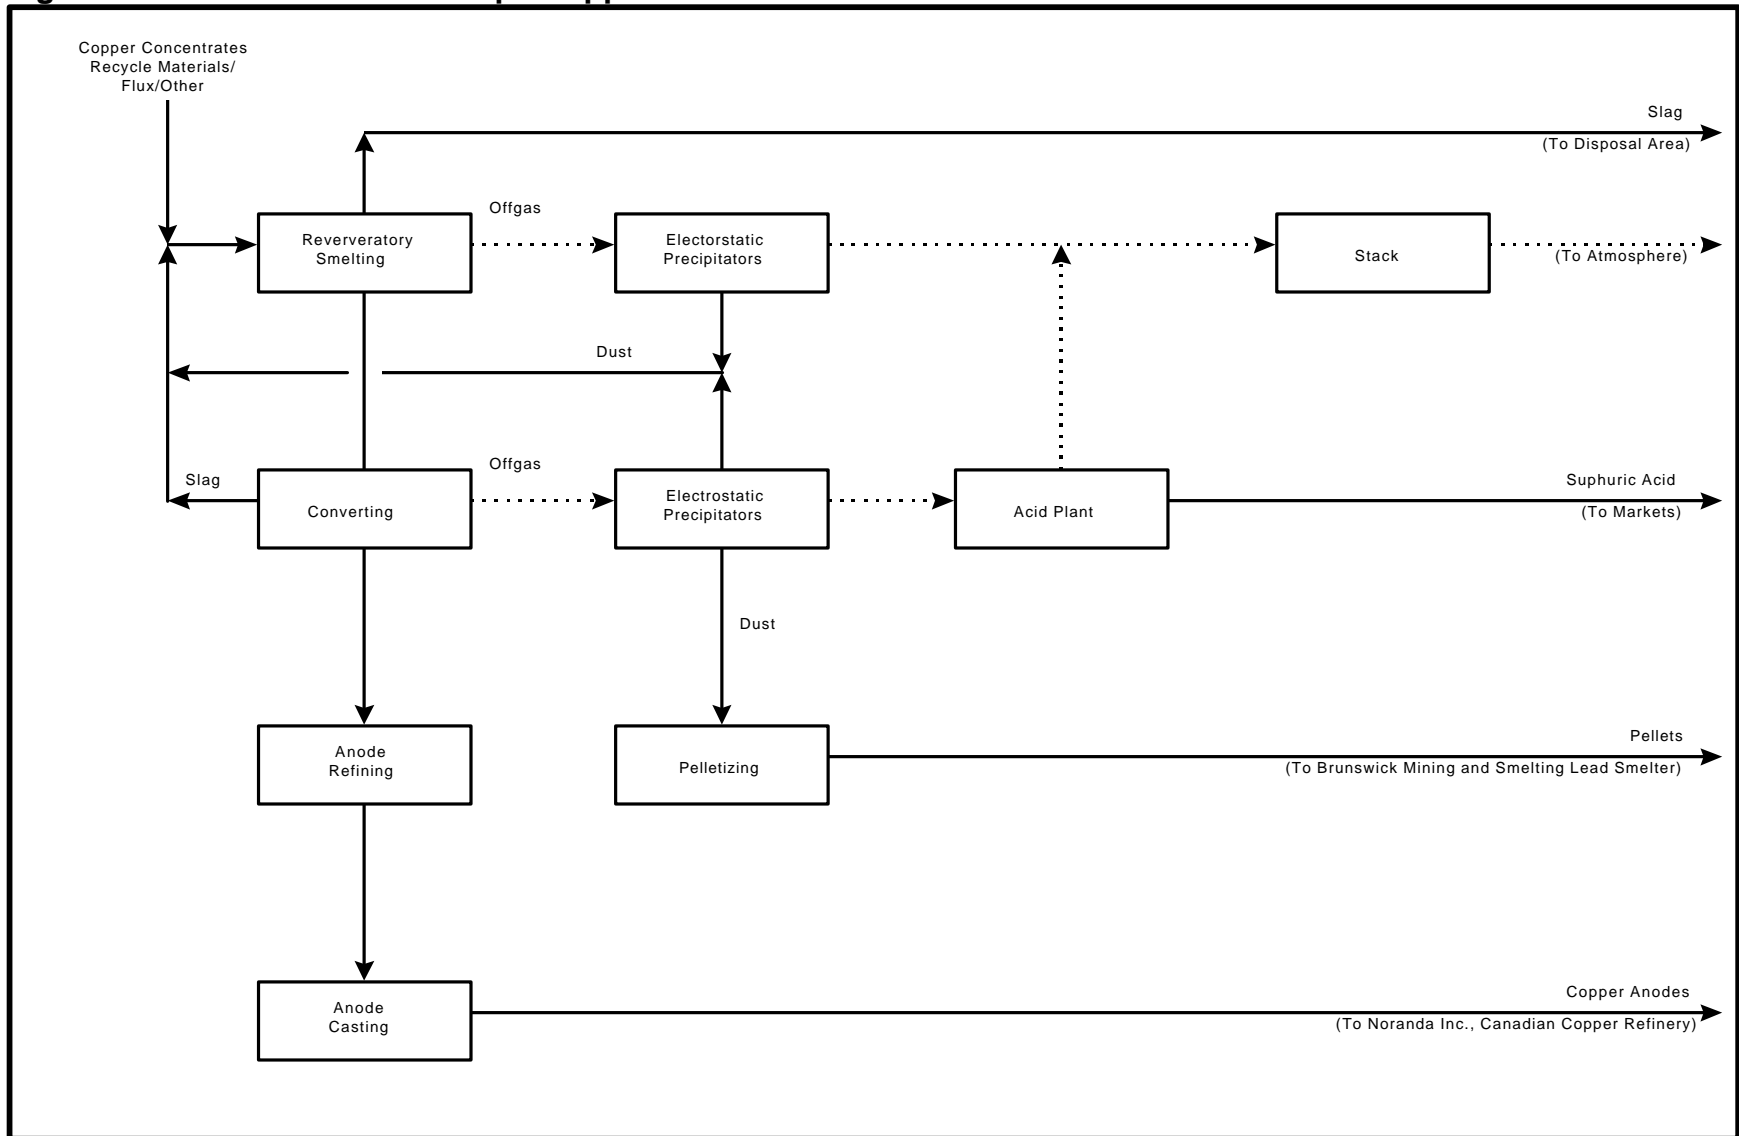 Copper Concentrates
Recycle Materials/
Flux/Other
Slag
(To Disposal Area)
Offgas
Reververatory
Smelting
Electorstatic
Precipitators
Stack
(To Atmosphere)
Dust
Slag
Offgas
Converting
Electrostatic
Precipitators
Acid Plant
Suphuric Acid
(To Markets)
Dust
Anode
Refining
Pelletizing
Pellets
(To Brunswick Mining and Smelting Lead Smelter)
Anode
Casting
Copper Anodes
(To Noranda Inc., Canadian Copper Refinery)